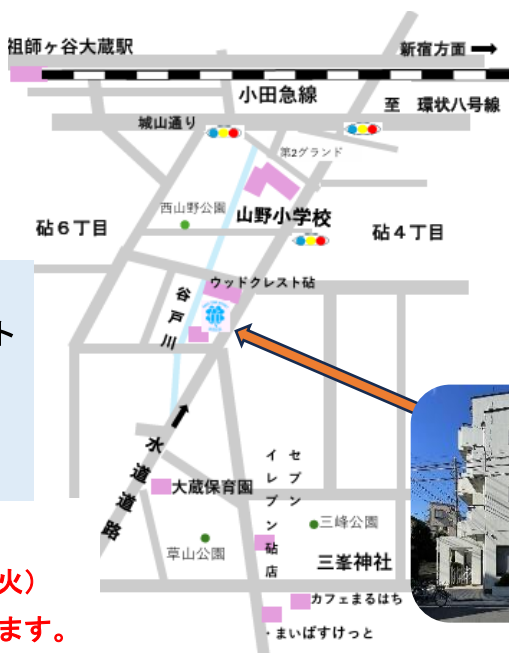 祖師ヶ谷大蔵駅
新宿方面
小田急線
至 環状八号線
城山通り
第2グランド
西山野公園
山野小学校
砧6丁目
砧4丁目
ウッドクレスト砧
谷戸川
ト
水道道路
大蔵保育園
セブン
イレブン砧店
三峰公園
草山公園
三峯神社
火）
カフェまるはち
ます。
・まいばすけっと